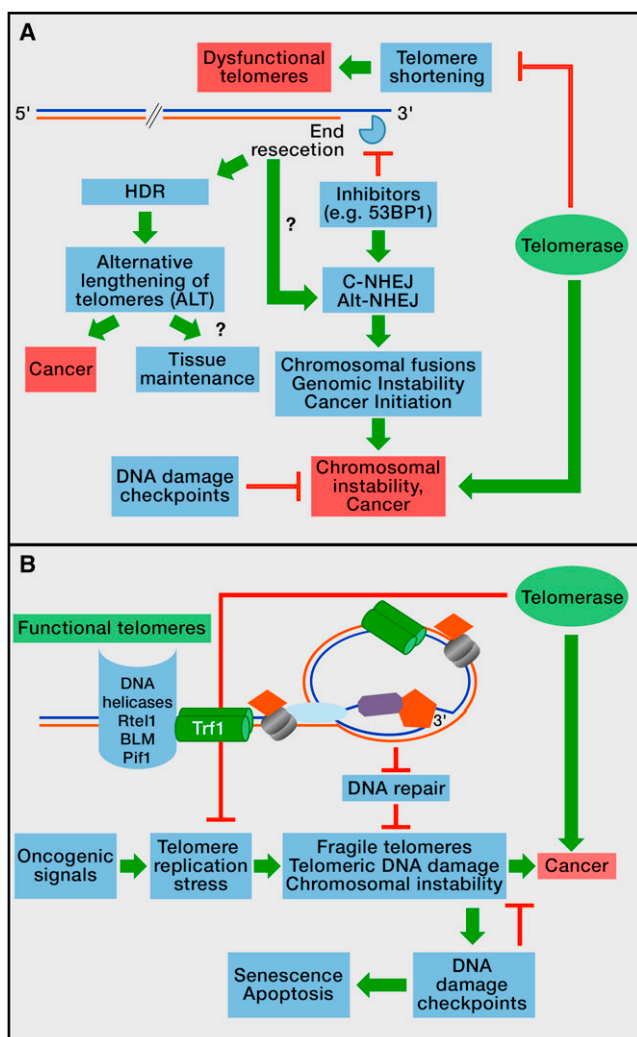 A
Dysfunctional
telomeres
Telomere
shortening
5'
3'
End
resecetion
HDR
Inhibitors
(e.g. 53BP1)
?
Telomerase
Alternative
lengthening of
telomeres (ALT)
C-NHEJ
Alt-NHEJ
?
Cancer
Tissue
maintenance
Chromosomal fusions
Genomic Instability
Cancer Initiation
DNA damage
checkpoints
Chromosomal
instability,
Cancer
B
Telomerase
Functional telomeres
DNA
helicases
Rtel1
BLM
Pif1
Trf1
3'
DNA repair
Oncogenic
signals
Telomere
replication
stress
Fragile telomeres
Telomeric DNA damage
Chromosomal instability
Cancer
Senescence
Apoptosis
DNA
damage
checkpoints